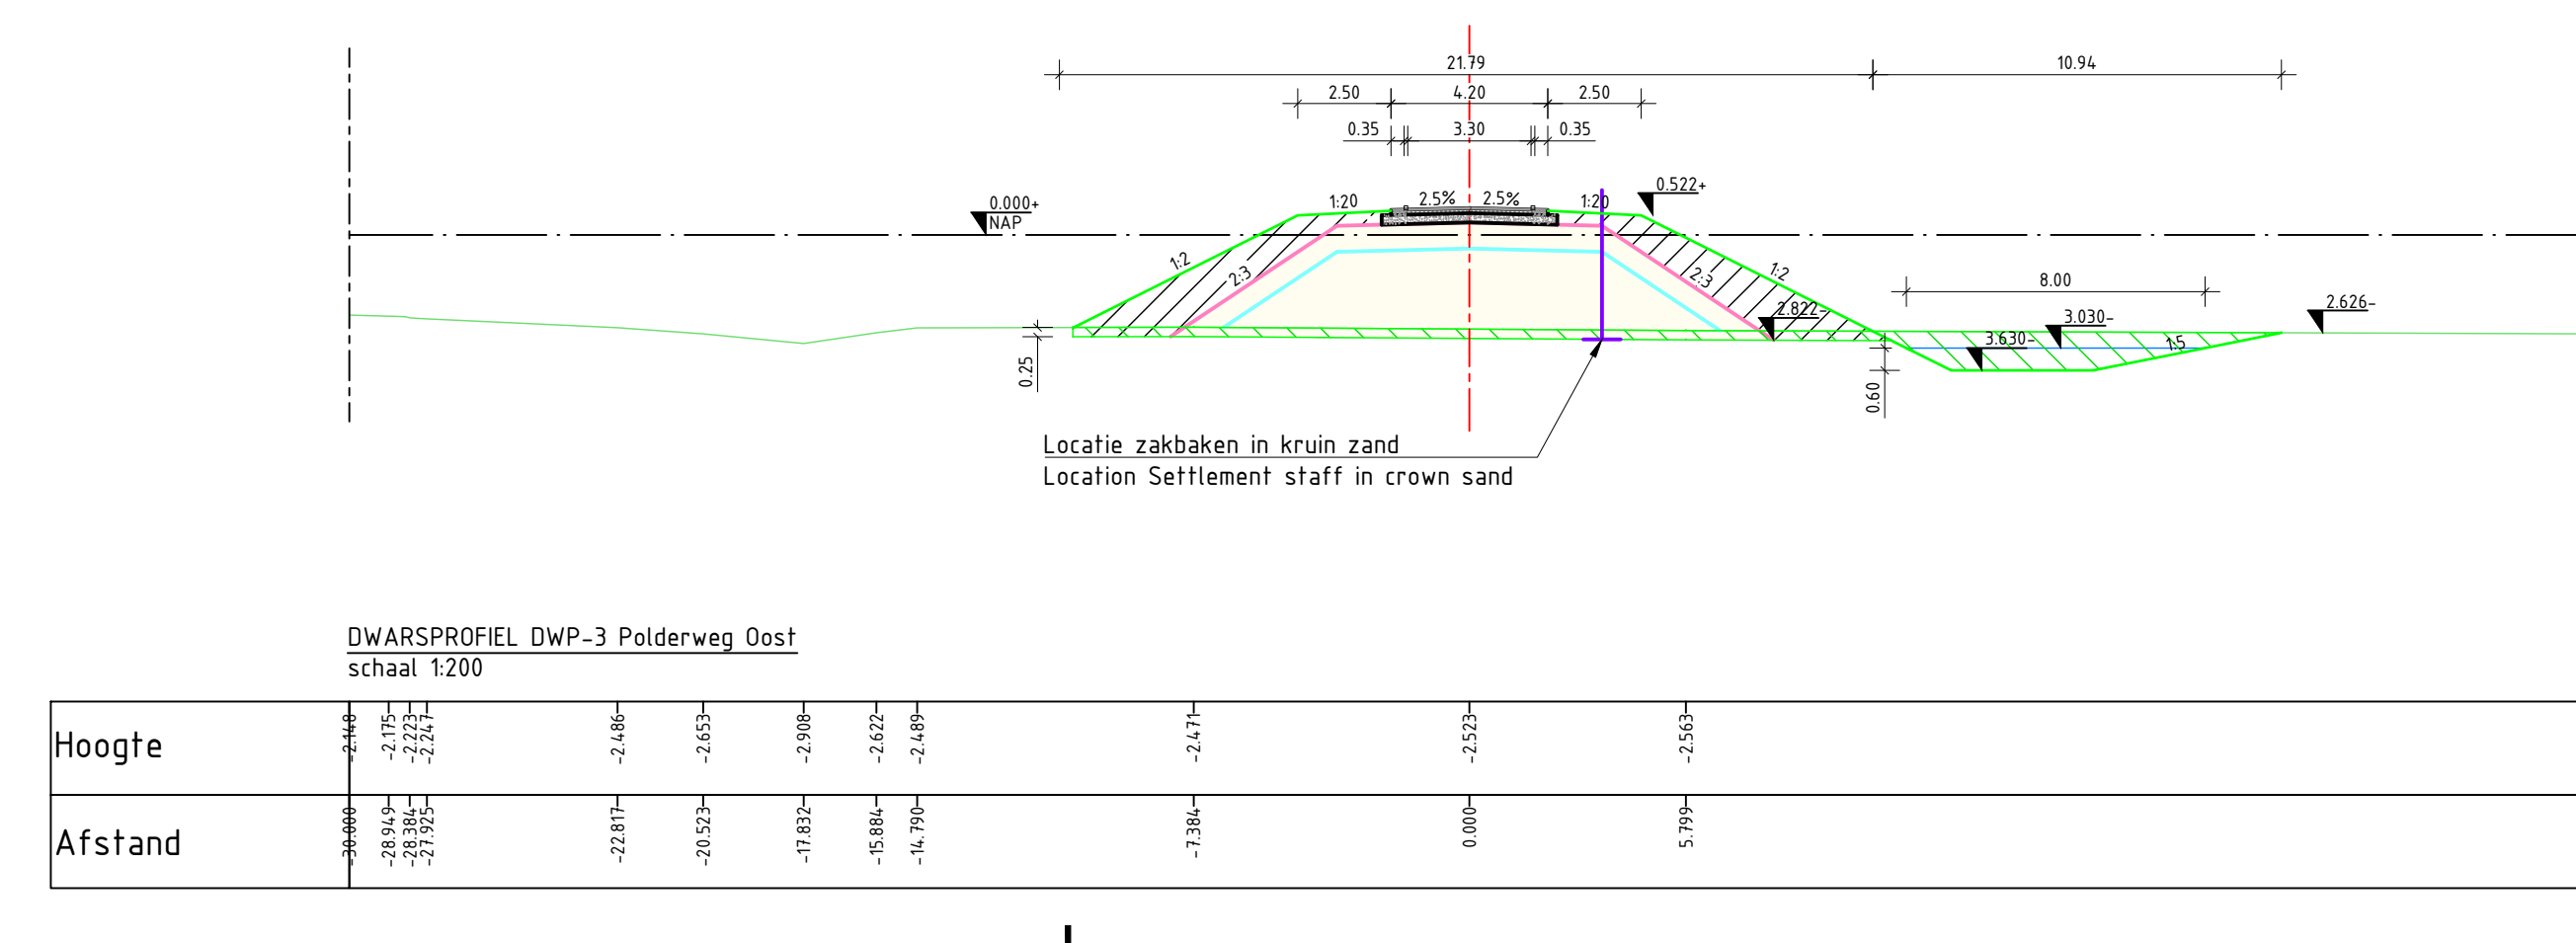 21.79 10.94
2.50 4.20 2.50
0.35 3.30 0.35
0.000+
NAP
1:20 2.5% 2.5% 1:20
0.522+
1:2 2:3 2:3 1:2
8.00
2.822-
3.030-
2.626-
3.630-
1:5
0.25
0.60
Locatie zakbaken in kruin zand
Location Settlement staff in crown sand
DWARSPROFIEL DWP-3 Polderweg Oost
schaal 1:200
Hoogte -2.148 -2.175 -2.223 -2.247 -2.486 -2.653 -2.908 -2.622 -2.489 -2.471 -2.523 -2.563
Afstand -30.000 -28.949 -28.384 -27.925 -22.817 -20.523 -17.832 -15.884 -14.790 -7.384 0.000 5.799